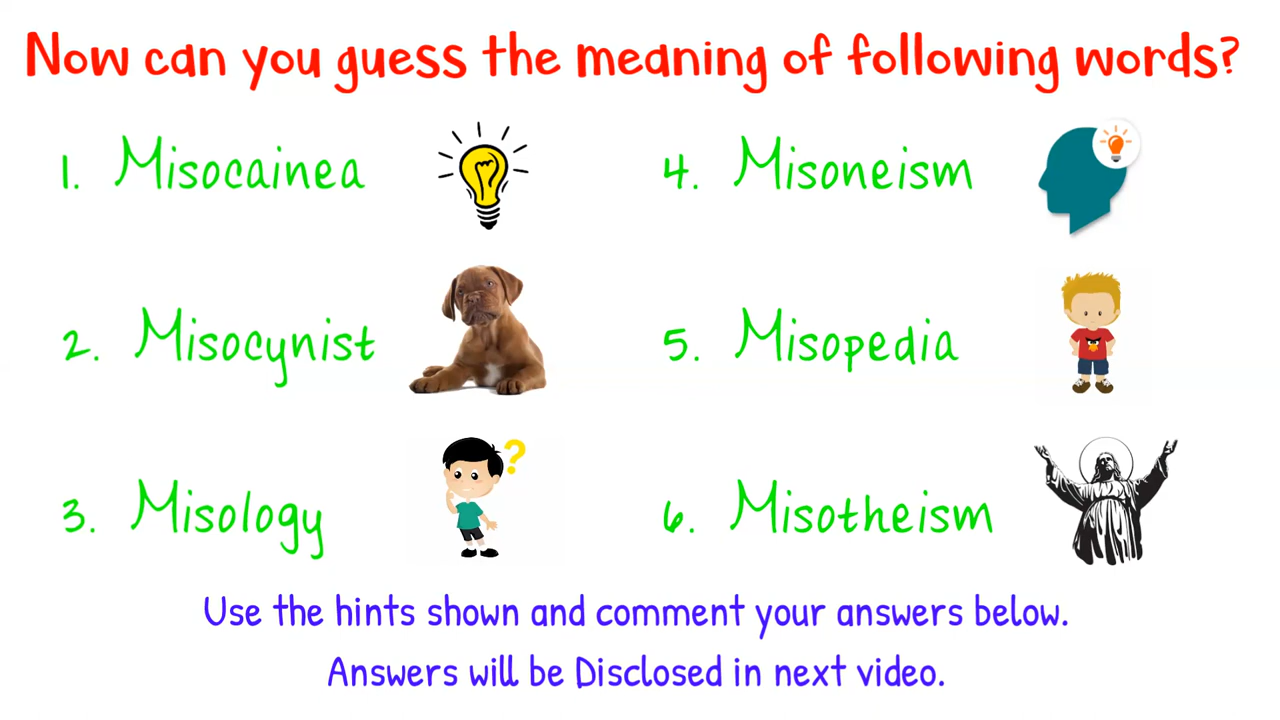 Now can you guess the meaning of following words?
1. Misocainea
4. Misoneism
2. Misocynist
5. Misopedia
?
3. Misology
6. Misotheism
Use the hints shown and comment your answers below.
Answers will be Disclosed in next video.